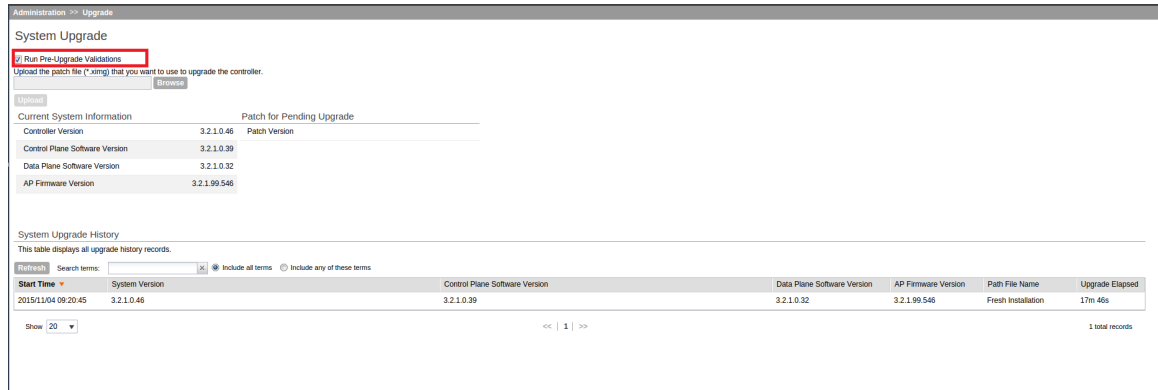 Administration >> Upgrade
System Upgrade
Run Pre-Upgrade Validations
Upload the patch file (*.ximg) that you want to use to upgrade the controller.
Browse
Upload
Current System Information Patch for Pending Upgrade
Controller Version 3.2.1.0.46 Patch Version
Control Plane Software Version 3.2.1.0.39
Data Plane Software Version 3.2.1.0.32
AP Firmware Version 3.2.1.99.546
System Upgrade History
This table displays all upgrade history records.
Refresh Search terms: x Include all terms Include any of these terms
Start Time System Version Control Plane Software Version Data Plane Software Version AP Firmware Version Path File Name Upgrade Elapsed
2015/11/04 09:20:45 3.2.1.0.46 3.2.1.0.39 3.2.1.0.32 3.2.1.99.546 Fresh Installation 17m 46s
Show 20 << | 1 | >> 1 total records